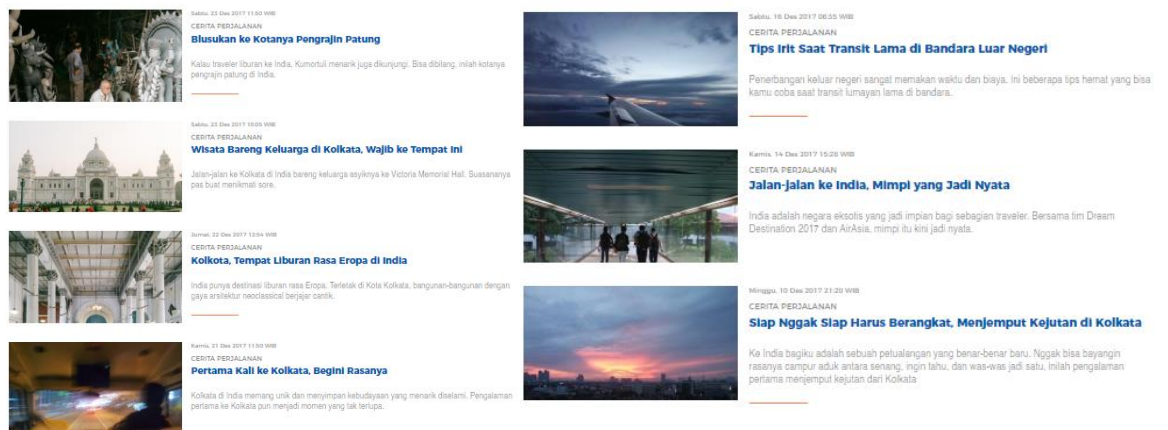 Sabtu, 23 Des 2017 11:50 WIB
CERITA PERJALANAN
Blusukan ke Kotanya Pengrajin Patung
Kalau traveler liburan ke India, Kumortuli menarik juga dikunjungi. Bisa dibilang, inilah kotanya
pengrajin patung di India.
Sabtu, 23 Des 2017 10:05 WIB
CERITA PERJALANAN
Wisata Bareng Keluarga di Kolkata, Wajib ke Tempat Ini
Jalan-jalan ke Kolkata di India bareng keluarga asyiknya ke Victoria Memorial Hall. Suasananya
pas buat menikmati sore.
Jumat, 22 Des 2017 12:54 WIB
CERITA PERJALANAN
Kolkota, Tempat Liburan Rasa Eropa di India
India punya destinasi liburan rasa Eropa. Terletak di Kota Kolkata, bangunan-bangunan dengan
gaya arsitektur neoclassical berjajar cantik.
Kamis, 21 Des 2017 11:50 WIB
CERITA PERJALANAN
Pertama Kali ke Kolkata, Begini Rasanya
Kolkata di India memang unik dan menyimpan kebudayaan yang menarik diselami. Pengalaman
pertama ke Kolkata pun menjadi momen yang tak terlupa.
Sabtu, 16 Des 2017 06:55 WIB
CERITA PERJALANAN
Tips Irit Saat Transit Lama di Bandara Luar Negeri
Penerbangan keluar negeri sangat memakan waktu dan biaya. Ini beberapa tips hemat yang bisa
kamu coba saat transit lumayan lama di bandara.
Kamis, 14 Des 2017 15:26 WIB
CERITA PERJALANAN
Jalan-jalan ke India, Mimpi yang Jadi Nyata
India adalah negara eksotis yang jadi impian bagi sebagian traveler. Bersama tim Dream
Destination 2017 dan AirAsia, mimpi itu kini jadi nyata.
Minggu, 10 Des 2017 21:20 WIB
CERITA PERJALANAN
Siap Nggak Siap Harus Berangkat, Menjemput Kejutan di Kolkata
Ke India bagiku adalah sebuah petualangan yang benar-benar baru. Nggak bisa bayangin
rasanya campur aduk antara senang, ingin tahu, dan was-was jadi satu, inilah pengalaman
pertama menjemput kejutan dari Kolkata